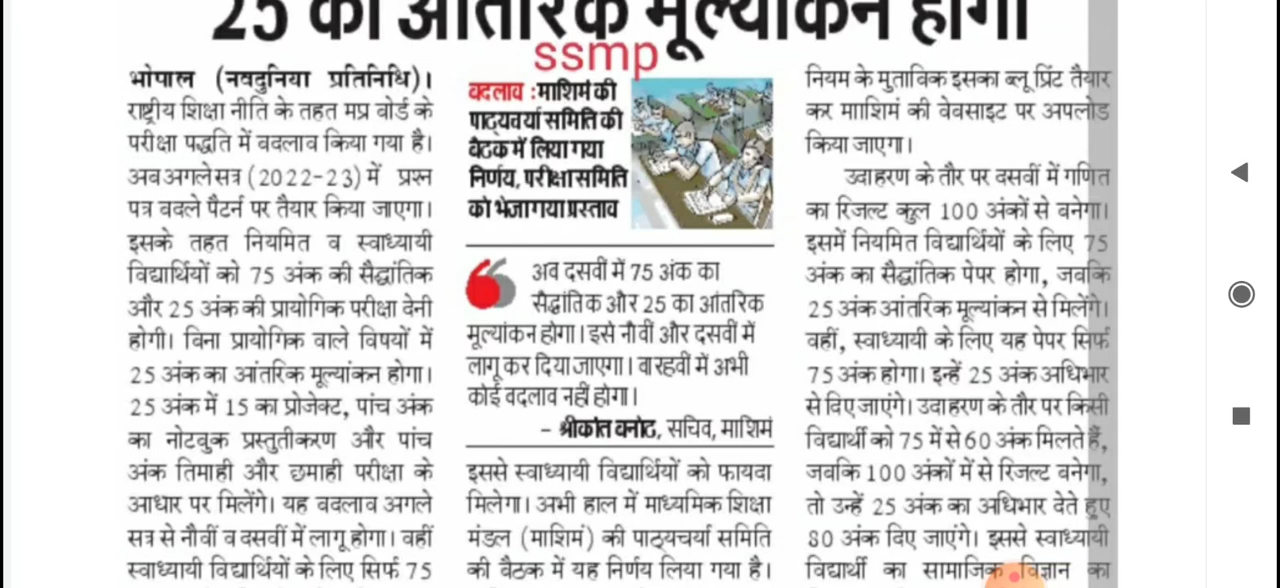 25 का आंतरिक मूल्यांकन होगा
ssmp
भोपाल (नवदुनिया प्रतिनिधि)।
राष्ट्रीय शिक्षा नीति के तहत मप्र बोर्ड के
परीक्षा पद्धति में बदलाव किया गया है।
अब अगले सत्र (2022-23) में प्रश्न
पत्र बदले पैटर्न पर तैयार किया जाएगा।
इसके तहत नियमित व स्वाध्यायी
विद्यार्थियों को 75 अंक की सैद्धांतिक
और 25 अंक की प्रायोगिक परीक्षा देनी
होगी। बिना प्रायोगिक वाले विषयों में
25 अंक का आंतरिक मूल्यांकन होगा।
25 अंक में 15 का प्रोजेक्ट, पांच अंक
का नोटबुक प्रस्तुतीकरण और पांच
अंक तिमाही और छमाही परीक्षा के
आधार पर मिलेंगे। यह बदलाव अगले
सत्र से नौवीं व दसवीं में लागू होगा। वहीं
स्वाध्यायी विद्यार्थियों के लिए सिर्फ 75
बदलाव : माशिमं की
पाठ्यचर्या समिति की
बैठक में लिया गया
निर्णय, परीक्षा समिति
को भेजा गया प्रस्ताव
अब दसवीं में 75 अंक का
सैद्धांतिक और 25 का आंतरिक
मूल्यांकन होगा। इसे नौवीं और दसवीं में
लागू कर दिया जाएगा। बारहवीं में अभी
कोई बदलाव नहीं होगा।
– श्रीकांत बनोठ, सचिव, माशिमं
इससे स्वाध्यायी विद्यार्थियों को फायदा
मिलेगा। अभी हाल में माध्यमिक शिक्षा
मंडल (माशिमं) की पाठ्यचर्या समिति
की बैठक में यह निर्णय लिया गया है।
नियम के मुताबिक इसका ब्लू प्रिंट तैयार
कर मााशिमं की वेबसाइट पर अपलोड
किया जाएगा।
उदाहरण के तौर पर दसवीं में गणित
का रिजल्ट कुल 100 अंकों से बनेगा।
इसमें नियमित विद्यार्थियों के लिए 75
अंक का सैद्धांतिक पेपर होगा, जबकि
25 अंक आंतरिक मूल्यांकन से मिलेंगे।
वहीं, स्वाध्यायी के लिए यह पेपर सिर्फ
75 अंक होगा। इन्हें 25 अंक अधिभार
से दिए जाएंगे। उदाहरण के तौर पर किसी
विद्यार्थी को 75 में से 60 अंक मिलते हैं,
जबकि 100 अंकों में से रिजल्ट बनेगा,
तो उन्हें 25 अंक का अधिभार देते हुए
80 अंक दिए जाएंगे। इससे स्वाध्यायी
विद्यार्थी का सामाजिक विज्ञान का